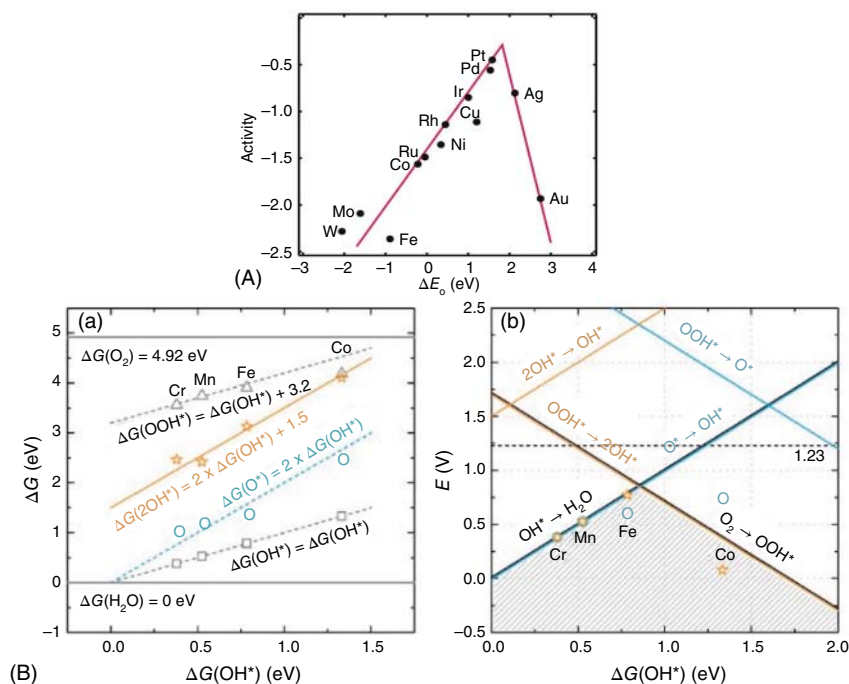 Activity
−0.5
−1.0
−1.5
−2.0
−2.5
Pt
Pd
Ir
Ag
Cu
Rh
Ni
Ru
Co
Mo
Au
W
Fe
−3 −2 −1 0 1 2 3 4
ΔE₀ (eV)
(A)
(a)
ΔG (eV)
5
4
3
2
1
0
−1
ΔG(O₂) = 4.92 eV
Cr
Mn
Fe
Co
ΔG(OOH*) = ΔG(OH*) + 3.2
ΔG(2OH*) = 2 x ΔG(OH*) + 1.5
ΔG(O*) = 2 x ΔG(OH*)
ΔG(OH*) = ΔG(OH*)
ΔG(H₂O) = 0 eV
0.0 0.5 1.0 1.5
ΔG(OH*) (eV)
(b)
E (V)
2.5
2.0
1.5
1.0
0.5
0.0
−0.5
2OH* → OH*
OOH* → O*
OOH* → 2OH*
O* → OH*
1.23
OH* → H₂O
O₂ → OOH*
Cr
Mn
Fe
Co
0.0 0.4 0.8 1.2 1.6 2.0
ΔG(OH*) (eV)
(B)